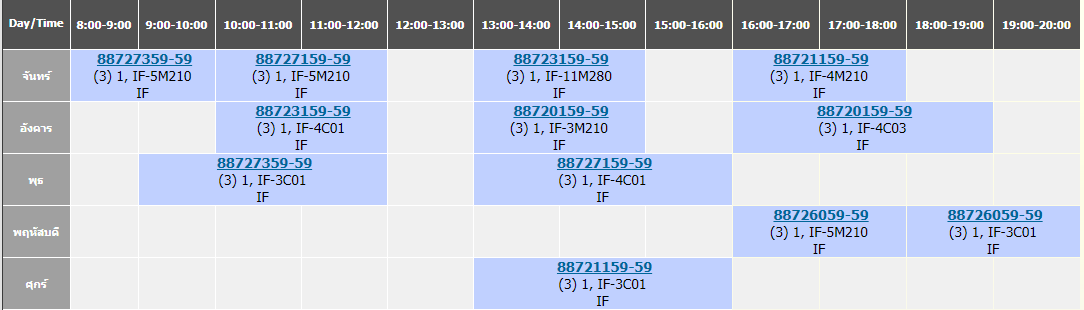 Day/Time 8:00-9:00 9:00-10:00 10:00-11:00 11:00-12:00 12:00-13:00 13:00-14:00 14:00-15:00 15:00-16:00 16:00-17:00 17:00-18:00 18:00-19:00 19:00-20:00
จันทร์
88727359-59
(3) 1, IF-5M210
IF
88727159-59
(3) 1, IF-5M210
IF
88723159-59
(3) 1, IF-11M280
IF
88721159-59
(3) 1, IF-4M210
IF
อังคาร
88723159-59
(3) 1, IF-4C01
IF
88720159-59
(3) 1, IF-3M210
IF
88720159-59
(3) 1, IF-4C03
IF
พุธ
88727359-59
(3) 1, IF-3C01
IF
88727159-59
(3) 1, IF-4C01
IF
พฤหัสบดี
88726059-59
(3) 1, IF-5M210
IF
88726059-59
(3) 1, IF-3C01
IF
ศุกร์
88721159-59
(3) 1, IF-3C01
IF